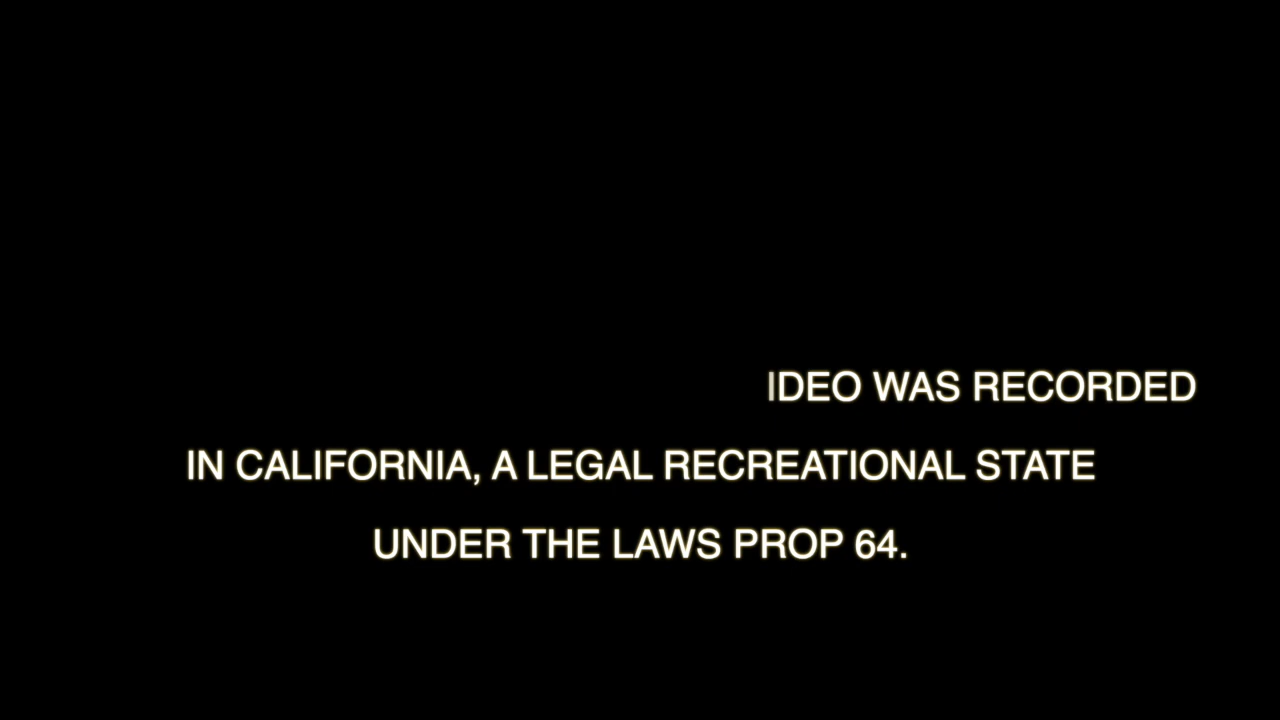 IDEO WAS RECORDED
IN CALIFORNIA, A LEGAL RECREATIONAL STATE
UNDER THE LAWS PROP 64.